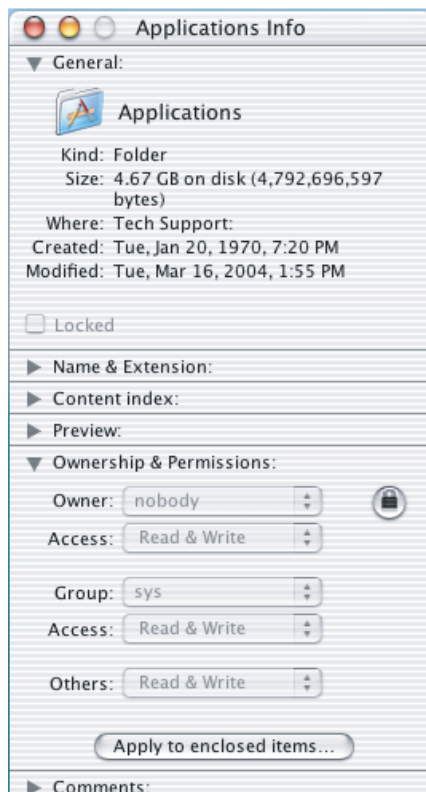 Applications Info
General:
Applications
Kind: Folder
Size: 4.67 GB on disk (4,792,696,597
bytes)
Where: Tech Support:
Created: Tue, Jan 20, 1970, 7:20 PM
Modified: Tue, Mar 16, 2004, 1:55 PM
Locked
Name & Extension:
Content index:
Preview:
Ownership & Permissions:
Owner: nobody
Access: Read & Write
Group: sys
Access: Read & Write
Others: Read & Write
Apply to enclosed items...
Comments: